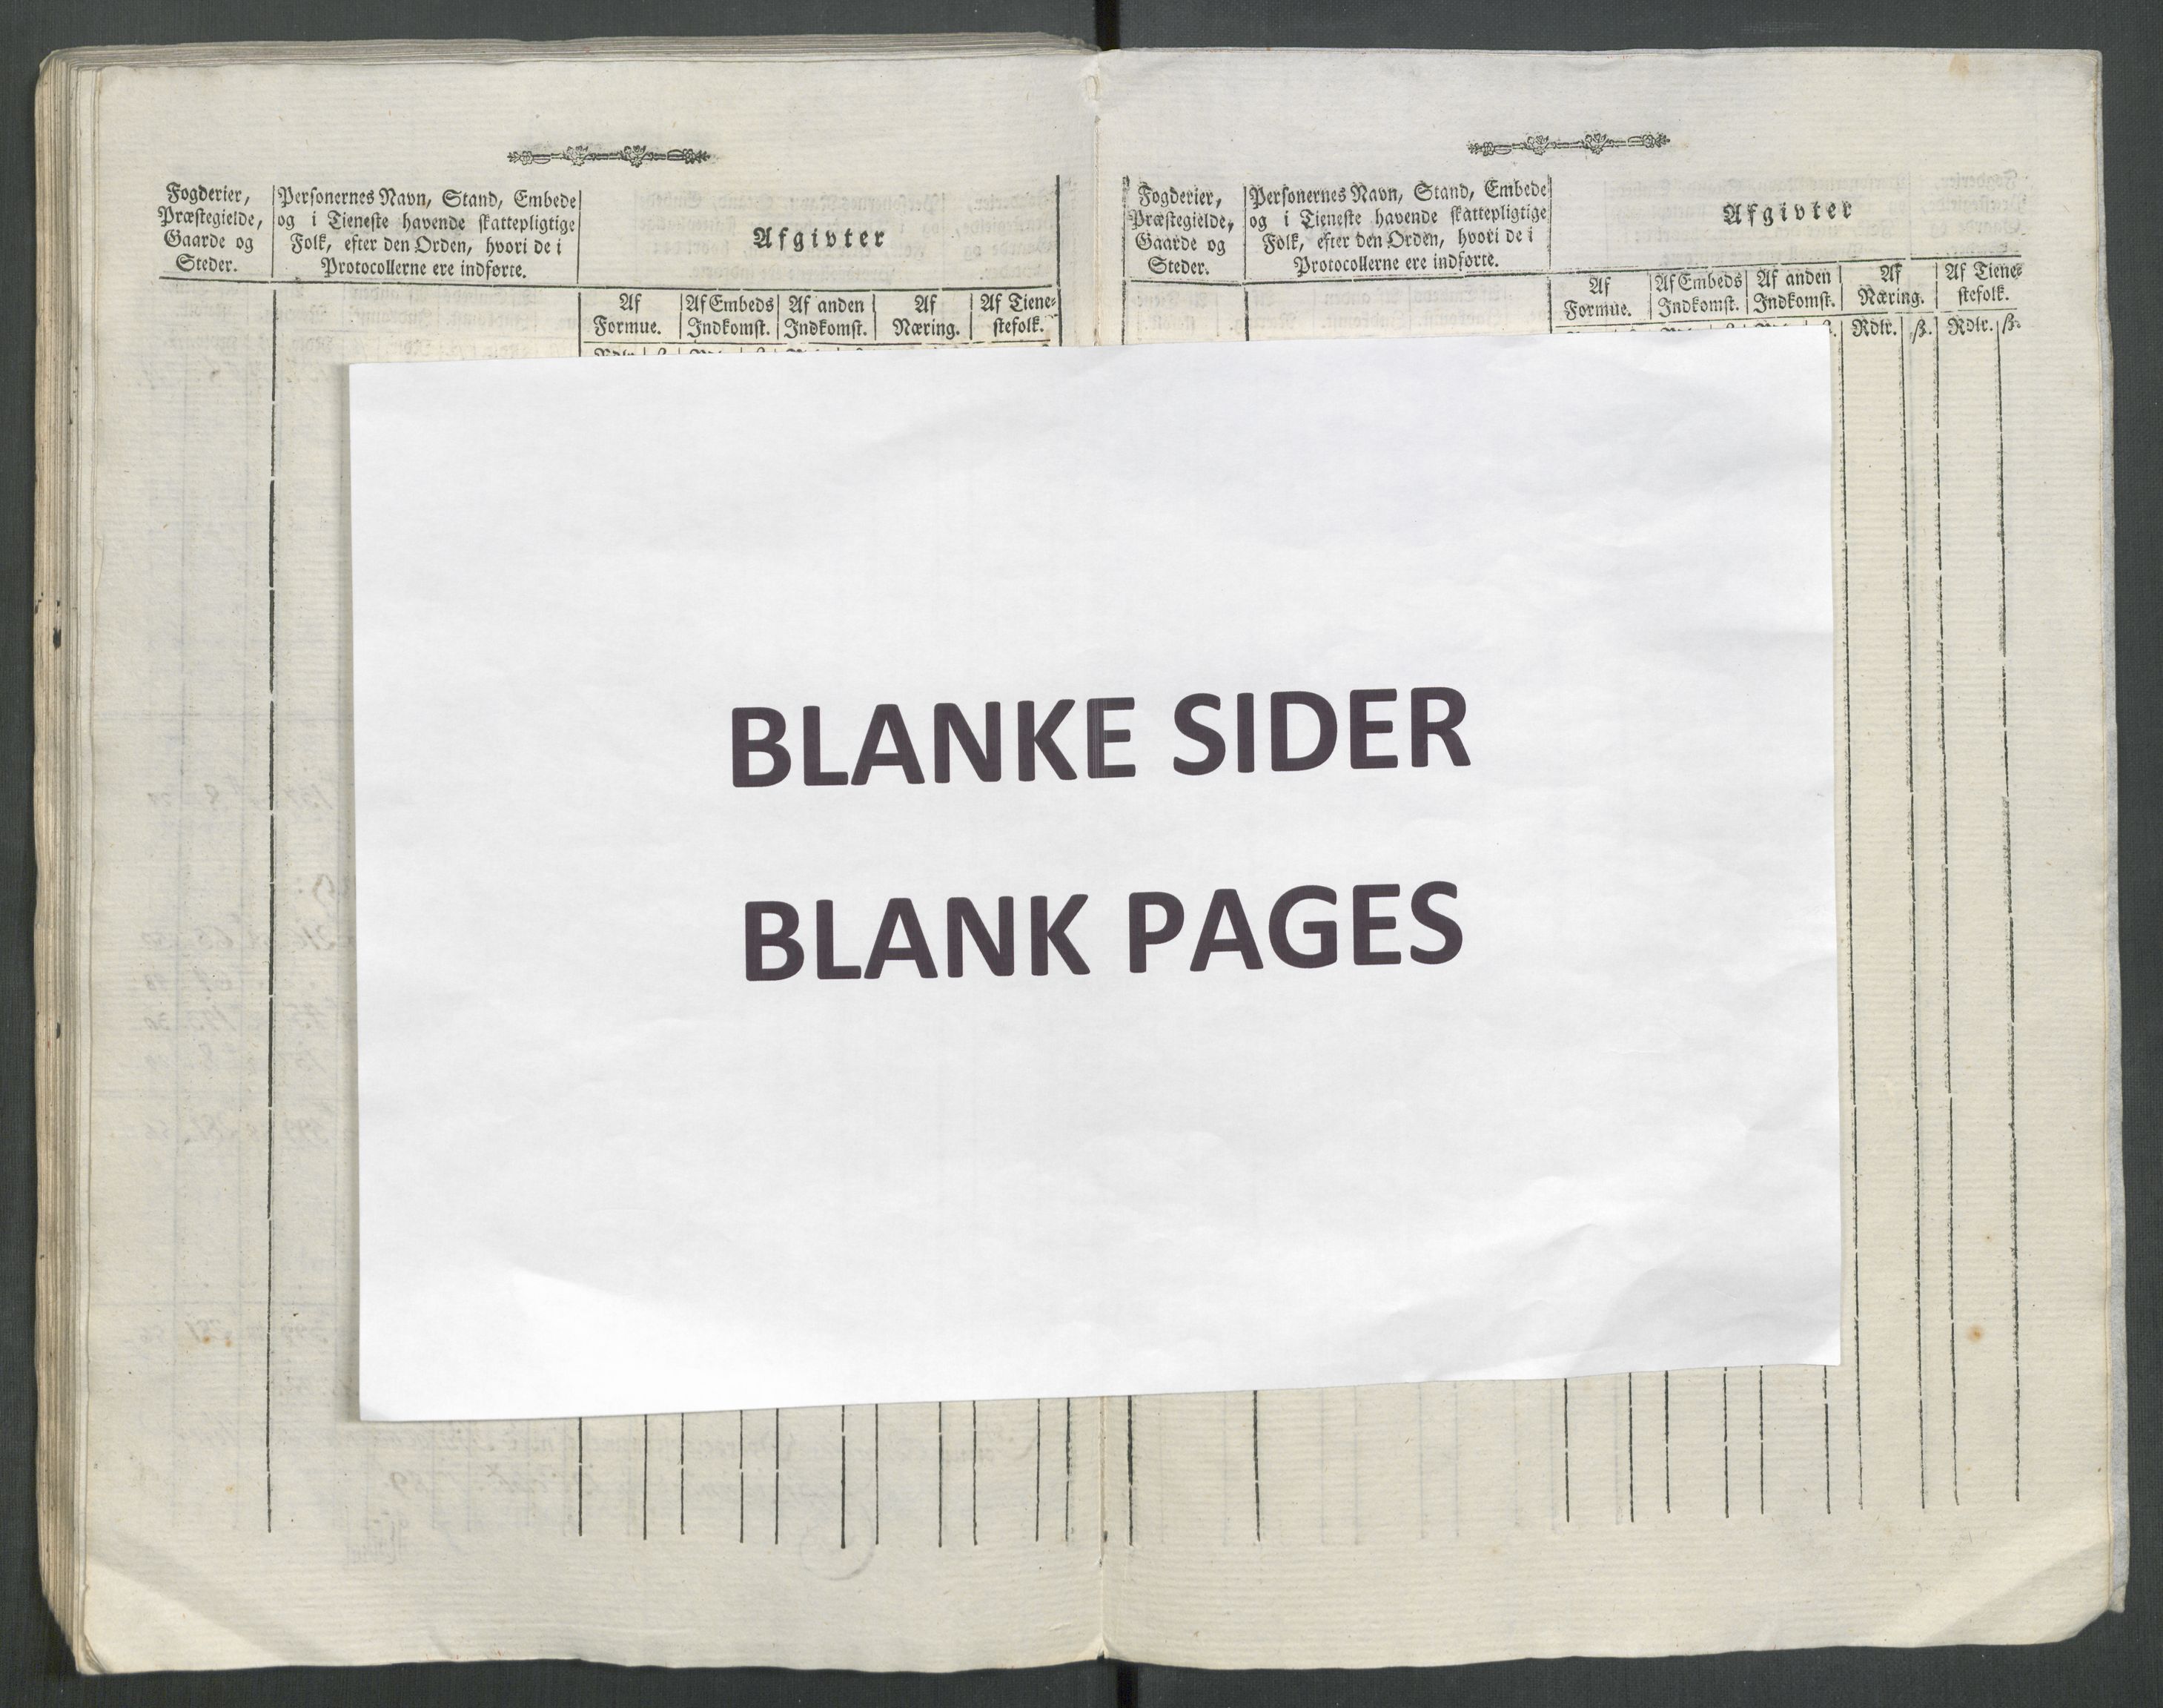 Fogderier,
Præstegielde,
Gaarde og
Steder.
Personernes Navn, Stand, Embede
og i Tieneste havende skattepligtige
Folk, efter den Orden, hvori de i
Protocollerne ere indførte.
Afgivter
Af
Formue.
Af Embeds
Indkomst.
Af anden
Indkomst.
Af
Næring.
Af Tiene-
stefolk.
Fogderier,
Præstegielde,
Gaarde og
Steder.
Personernes Navn, Stand, Embede
og i Tieneste havende skattepligtige
Folk, efter den Orden, hvori de i
Protocollerne ere indførte.
Afgivter
Af
Formue.
Af Embeds
Indkomst.
Af anden
Indkomst.
Af
Næring.
Af Tiene-
stefolk.
Rdlr. ß. Rdlr. ß.
BLANKE SIDER
BLANK PAGES